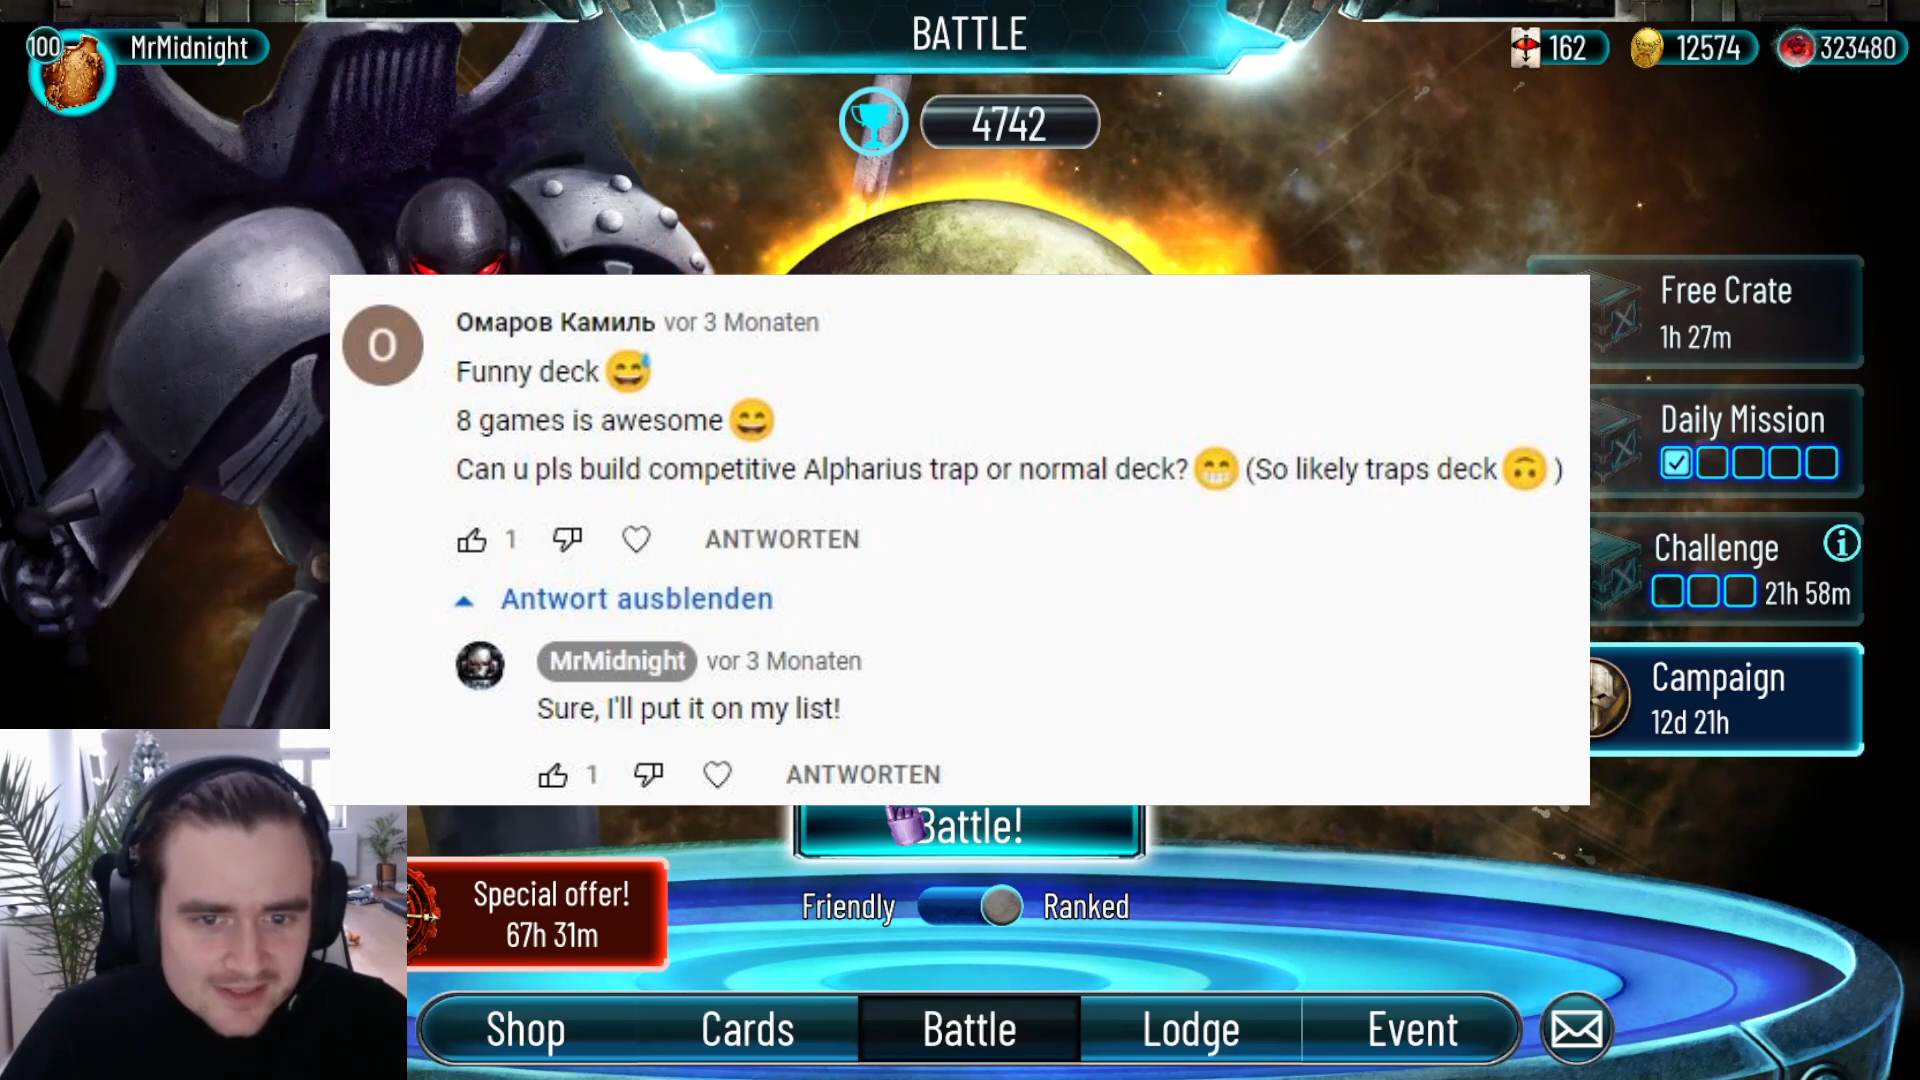 BATTLE
100
MrMidnight
162
12574
323480
4742
Free Crate
1h 27m
Daily Mission
Challenge
21h 58m
Campaign
12d 21h
О
Омаров Камиль vor 3 Monaten
Funny deck 😅
8 games is awesome 😄
Can u pls build competitive Alpharius trap or normal deck? 😁 (So likely traps deck 🙃 )
1
ANTWORTEN
Antwort ausblenden
MrMidnight vor 3 Monaten
Sure, I'll put it on my list!
1
ANTWORTEN
Battle!
Special offer!
67h 31m
Friendly
Ranked
Shop
Cards
Battle
Lodge
Event